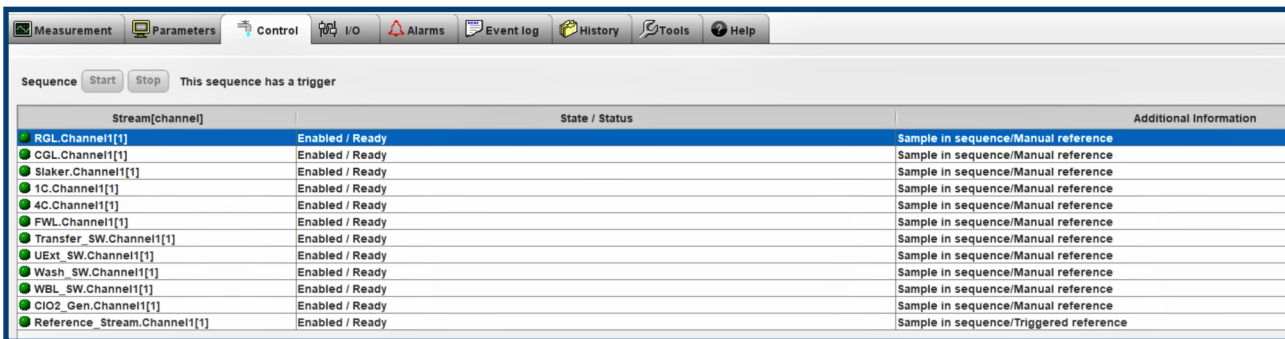 Measurement Parameters Control I/O Alarms Event log History Tools Help
Sequence Start Stop This sequence has a trigger
Stream[channel] State / Status Additional Information
RGL.Channel1[1] Enabled / Ready Sample in sequence/Manual reference
CGL.Channel1[1] Enabled / Ready Sample in sequence/Manual reference
Slaker.Channel1[1] Enabled / Ready Sample in sequence/Manual reference
1C.Channel1[1] Enabled / Ready Sample in sequence/Manual reference
4C.Channel1[1] Enabled / Ready Sample in sequence/Manual reference
FWL.Channel1[1] Enabled / Ready Sample in sequence/Manual reference
Transfer_SW.Channel1[1] Enabled / Ready Sample in sequence/Manual reference
UExt_SW.Channel1[1] Enabled / Ready Sample in sequence/Manual reference
Wash_SW.Channel1[1] Enabled / Ready Sample in sequence/Manual reference
WBL_SW.Channel1[1] Enabled / Ready Sample in sequence/Manual reference
ClO2_Gen.Channel1[1] Enabled / Ready Sample in sequence/Manual reference
Reference_Stream.Channel1[1] Enabled / Ready Sample in sequence/Triggered reference